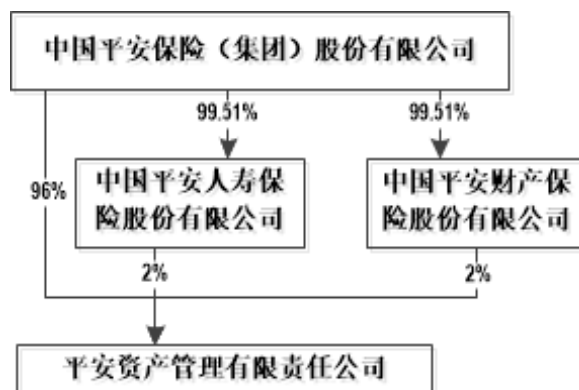 中国平安保险（集团）股份有限公司
99.51%
99.51%
中国平安人寿保
险股份有限公司
中国平安财产保
险股份有限公司
96%
2%
2%
平安资产管理有限责任公司